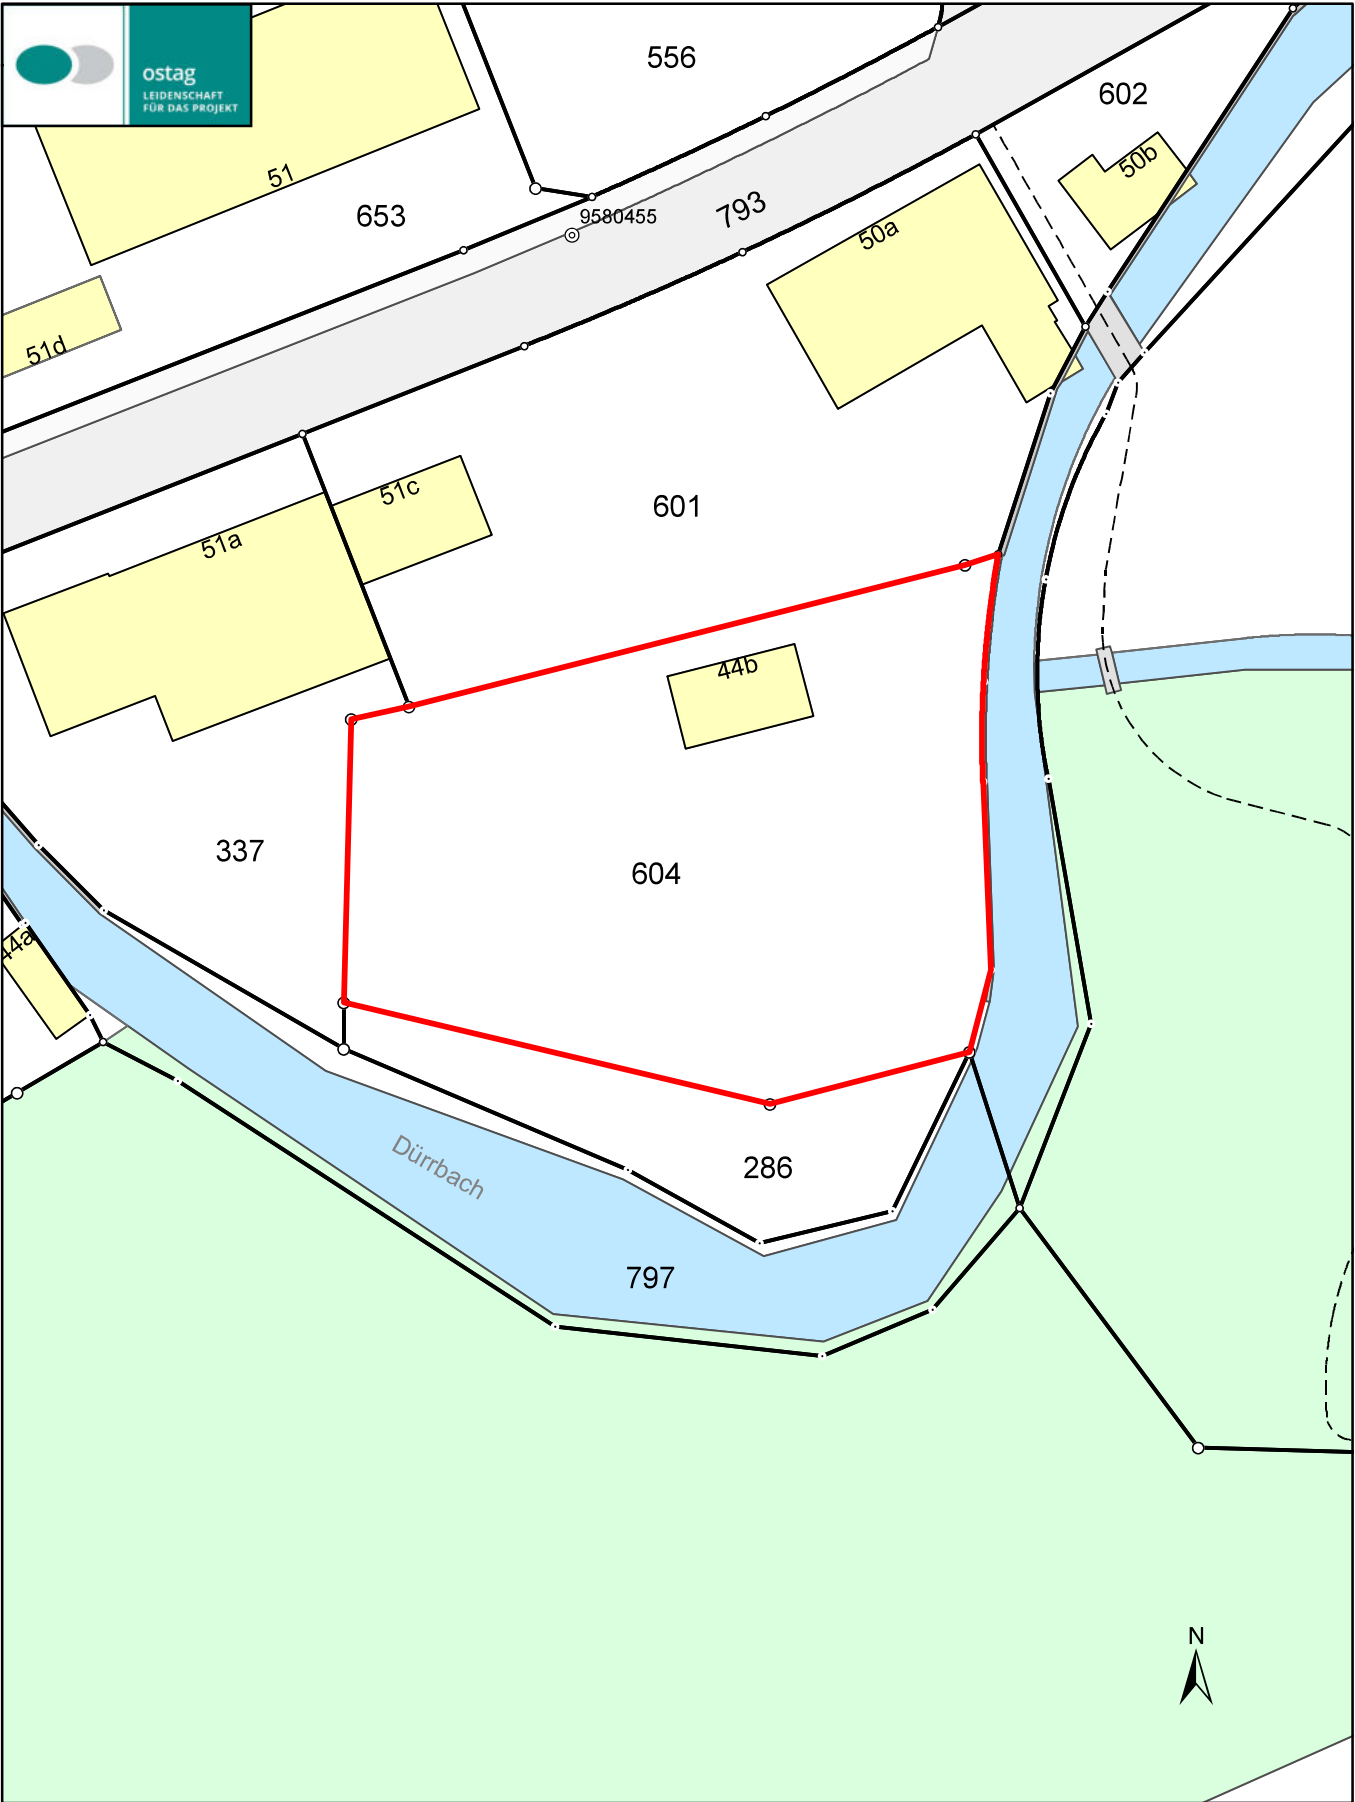 ostag
LEIDENSCHAFT
FÜR DAS PROJEKT
556
602
50b
51
653
9580455
793
50a
51d
51c
601
51a
44b
337
604
44a
Dürrbach
286
797
N